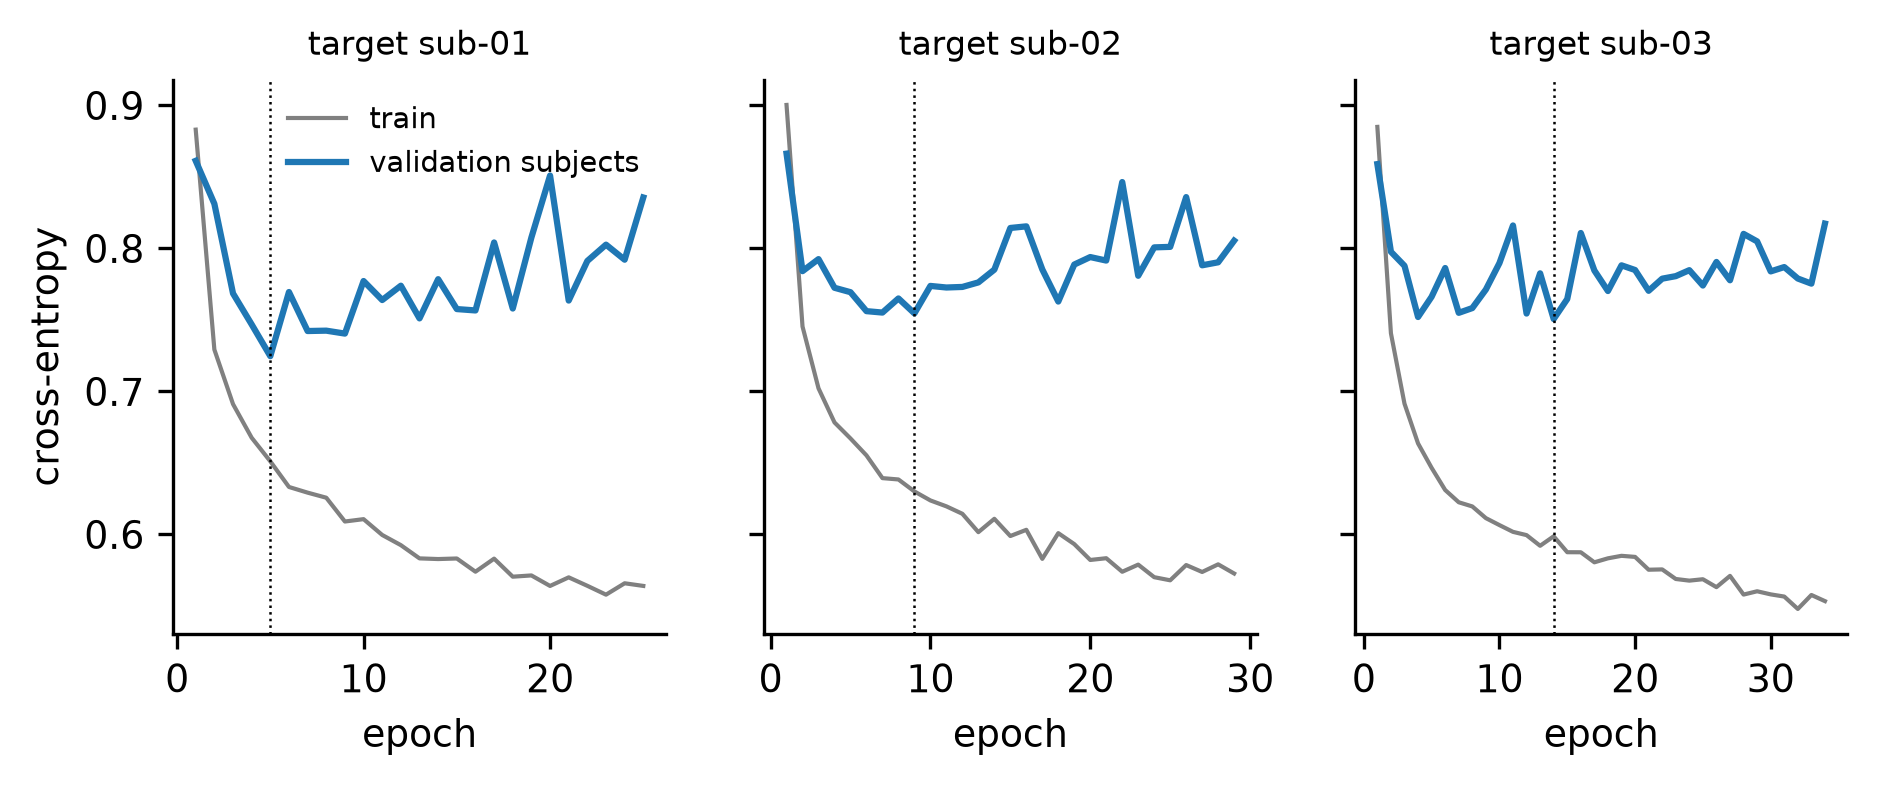 target sub-01
target sub-02
target sub-03
train
validation subjects
cross-entropy
0.9
0.8
0.7
0.6
0 10 20
0 10 20 30
0 10 20 30
epoch
epoch
epoch